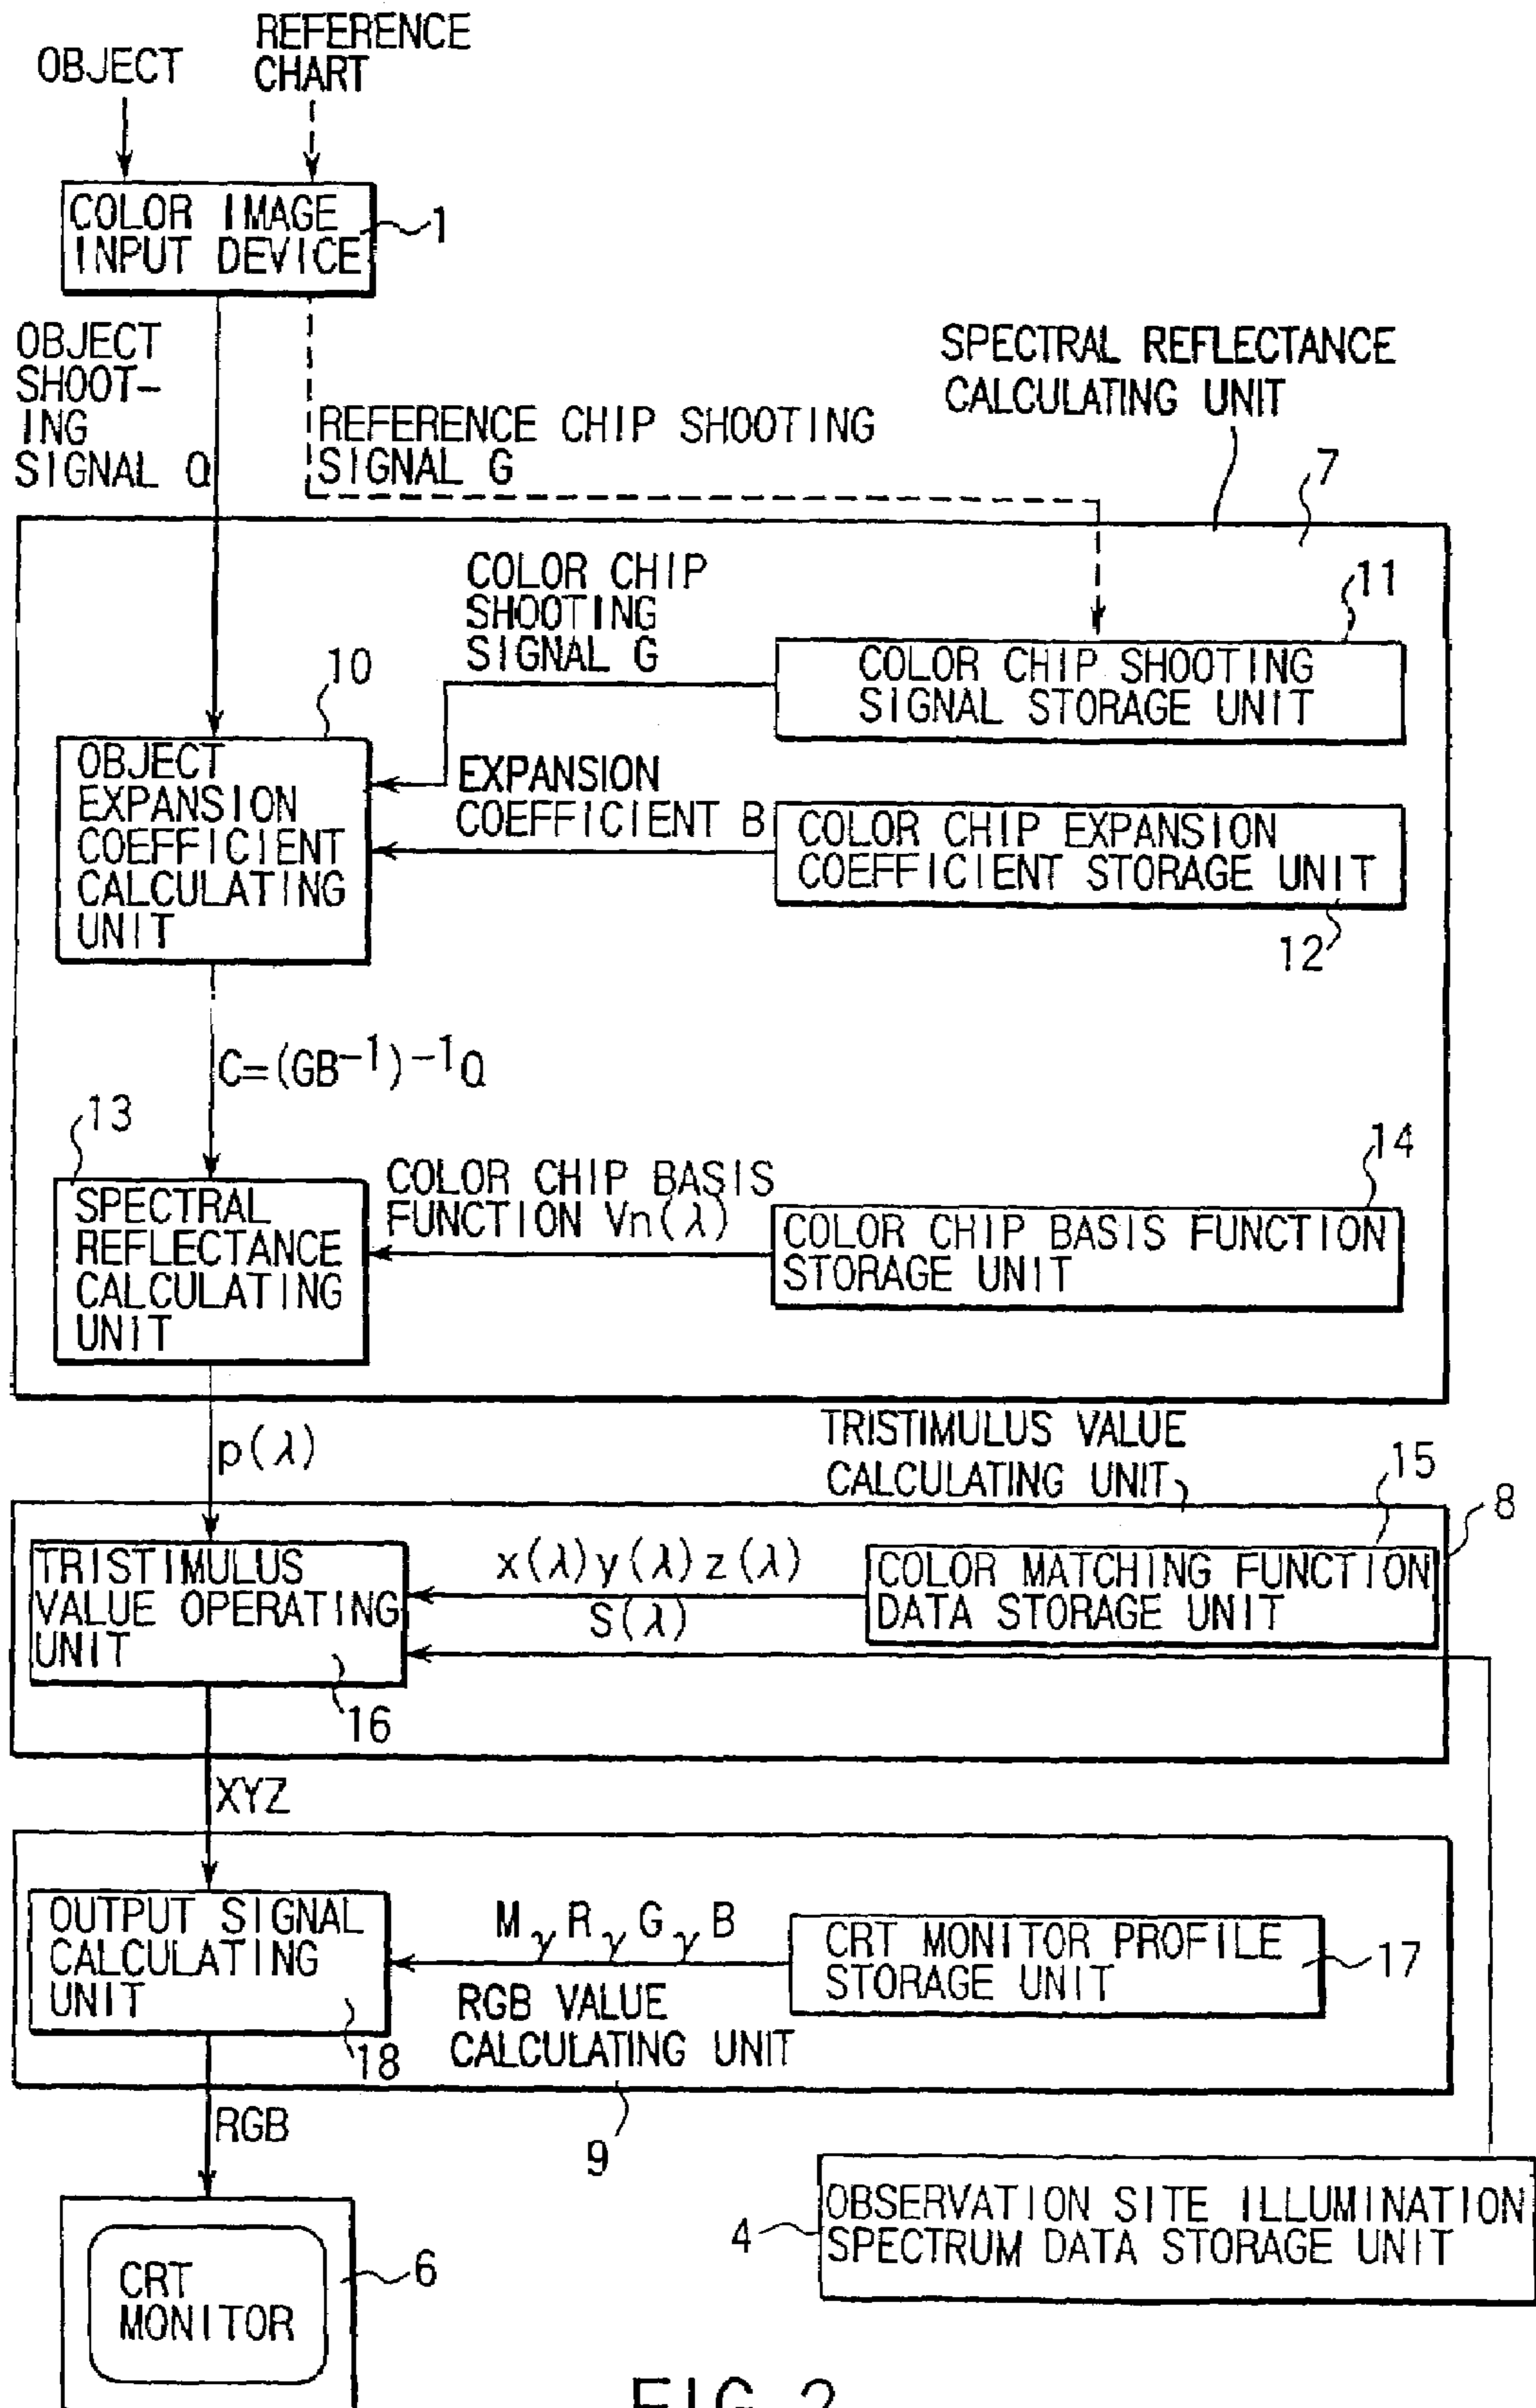 OBJECT
REFERENCE
CHART
COLOR IMAGE
INPUT DEVICE
1
OBJECT
SHOOT-
ING
SIGNAL Q
REFERENCE CHIP SHOOTING
SIGNAL G
SPECTRAL REFLECTANCE
CALCULATING UNIT
7
COLOR CHIP
SHOOTING
SIGNAL G
11
COLOR CHIP SHOOTING
SIGNAL STORAGE UNIT
10
OBJECT
EXPANSION
COEFFICIENT
CALCULATING
UNIT
EXPANSION
COEFFICIENT B
COLOR CHIP EXPANSION
COEFFICIENT STORAGE UNIT
12
C=(GB-1)-1Q
13
SPECTRAL
REFLECTANCE
CALCULATING
UNIT
COLOR CHIP BASIS
FUNCTION Vn(λ)
14
COLOR CHIP BASIS FUNCTION
STORAGE UNIT
p(λ)
TRISTIMULUS VALUE
CALCULATING UNIT
15
8
TRISTIMULUS
VALUE OPERATING
UNIT
16
x(λ)y(λ)z(λ)
S(λ)
COLOR MATCHING FUNCTION
DATA STORAGE UNIT
XYZ
OUTPUT SIGNAL
CALCULATING
UNIT
18
MγRγGγB
CRT MONITOR PROFILE
STORAGE UNIT
17
RGB VALUE
CALCULATING UNIT
9
RGB
4
OBSERVATION SITE ILLUMINATION
SPECTRUM DATA STORAGE UNIT
CRT
MONITOR
6
FIG.2